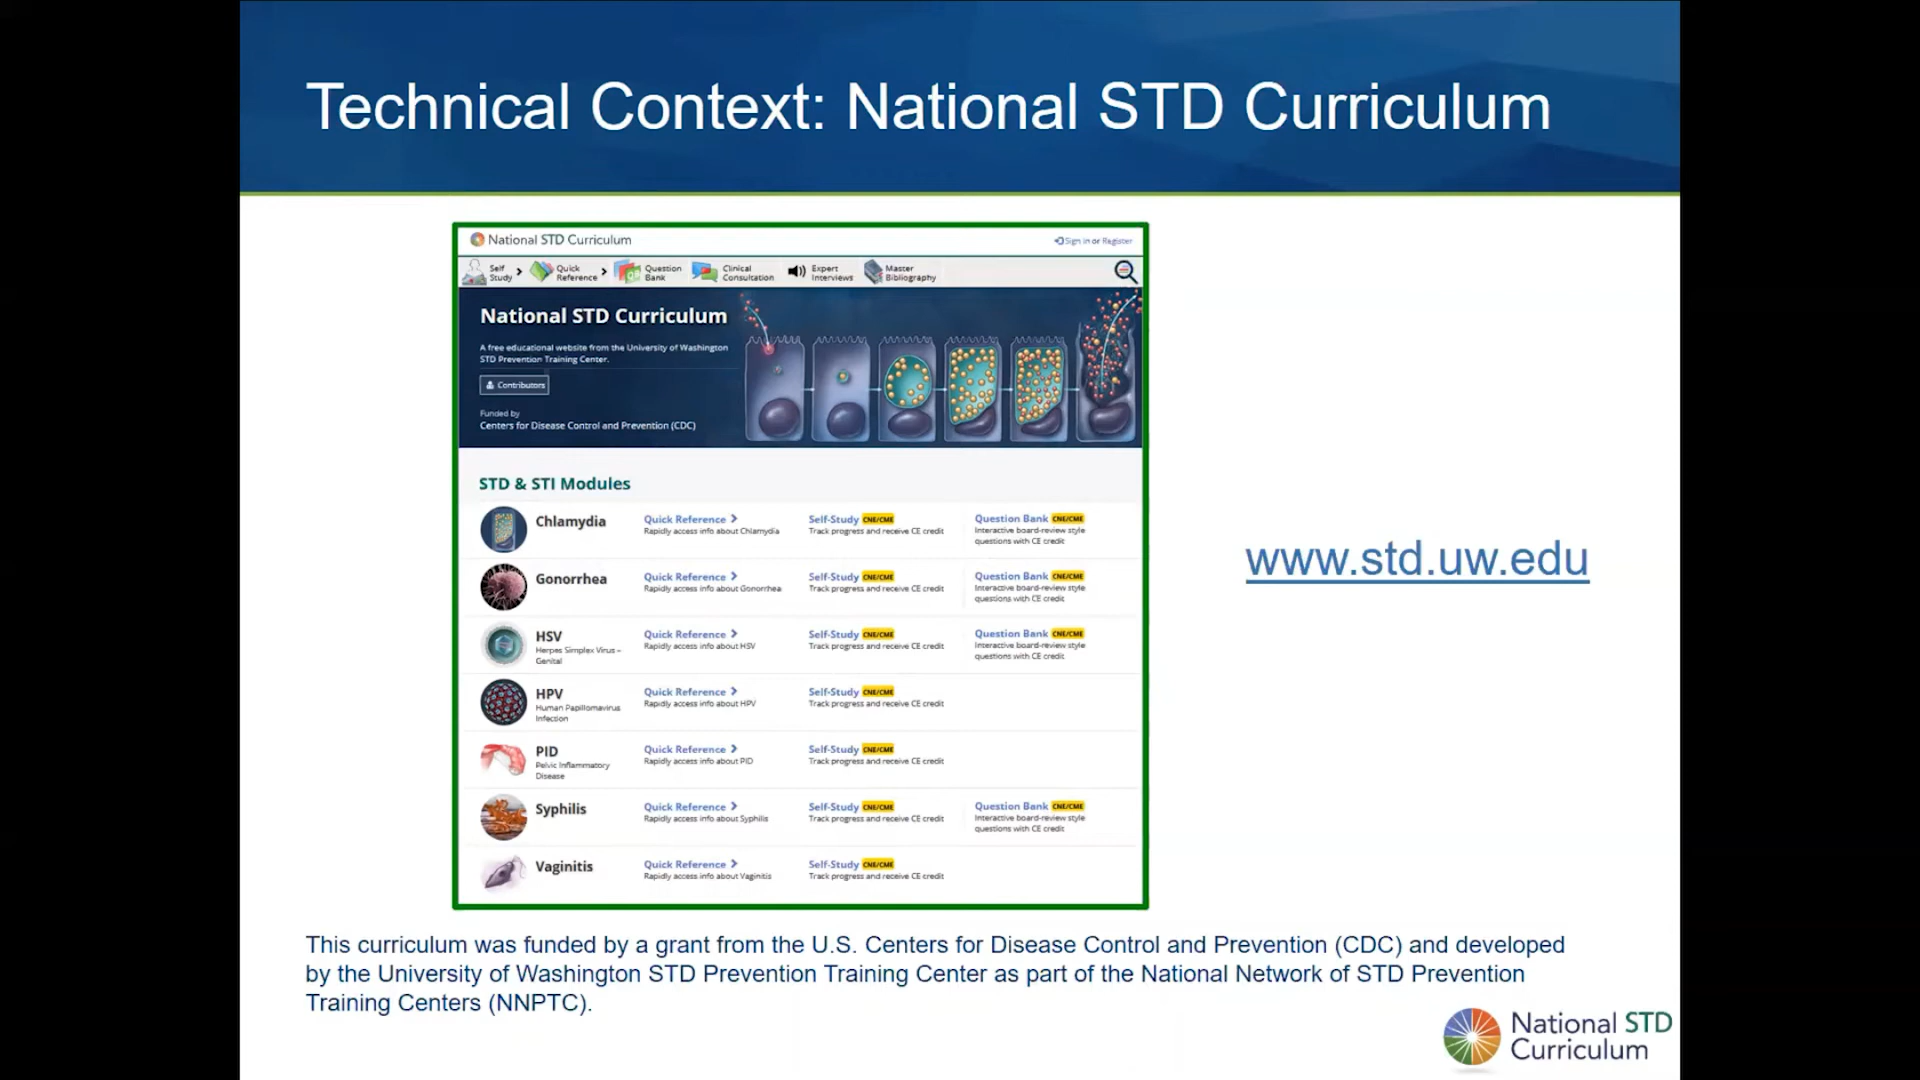 Technical Context: National STD Curriculum
National STD Curriculum
Sign in or Register
Self
Study
Quick
Reference
Question
Bank
Clinical
Consultation
Expert
Interviews
Master
Bibliography
National STD Curriculum
A free educational website from the University of Washington
STD Prevention Training Center.
Contributors
Funded by
Centers for Disease Control and Prevention (CDC)
STD & STI Modules
Chlamydia
Quick Reference
Rapidly access info about Chlamydia
Self-Study CNE/CME
Track progress and receive CE credit
Question Bank CNE/CME
Interactive board-review style
questions with CE credit
Gonorrhea
Quick Reference
Rapidly access info about Gonorrhea
Self-Study CNE/CME
Track progress and receive CE credit
Question Bank CNE/CME
Interactive board-review style
questions with CE credit
HSV
Herpes Simplex Virus –
Genital
Quick Reference
Rapidly access info about HSV
Self-Study CNE/CME
Track progress and receive CE credit
Question Bank CNE/CME
Interactive board-review style
questions with CE credit
HPV
Human Papillomavirus
Infection
Quick Reference
Rapidly access info about HPV
Self-Study CNE/CME
Track progress and receive CE credit
PID
Pelvic Inflammatory
Disease
Quick Reference
Rapidly access info about PID
Self-Study CNE/CME
Track progress and receive CE credit
Syphilis
Quick Reference
Rapidly access info about Syphilis
Self-Study CNE/CME
Track progress and receive CE credit
Question Bank CNE/CME
Interactive board-review style
questions with CE credit
Vaginitis
Quick Reference
Rapidly access info about Vaginitis
Self-Study CNE/CME
Track progress and receive CE credit
www.std.uw.edu
This curriculum was funded by a grant from the U.S. Centers for Disease Control and Prevention (CDC) and developed
by the University of Washington STD Prevention Training Center as part of the National Network of STD Prevention
Training Centers (NNPTC).
National STD
Curriculum